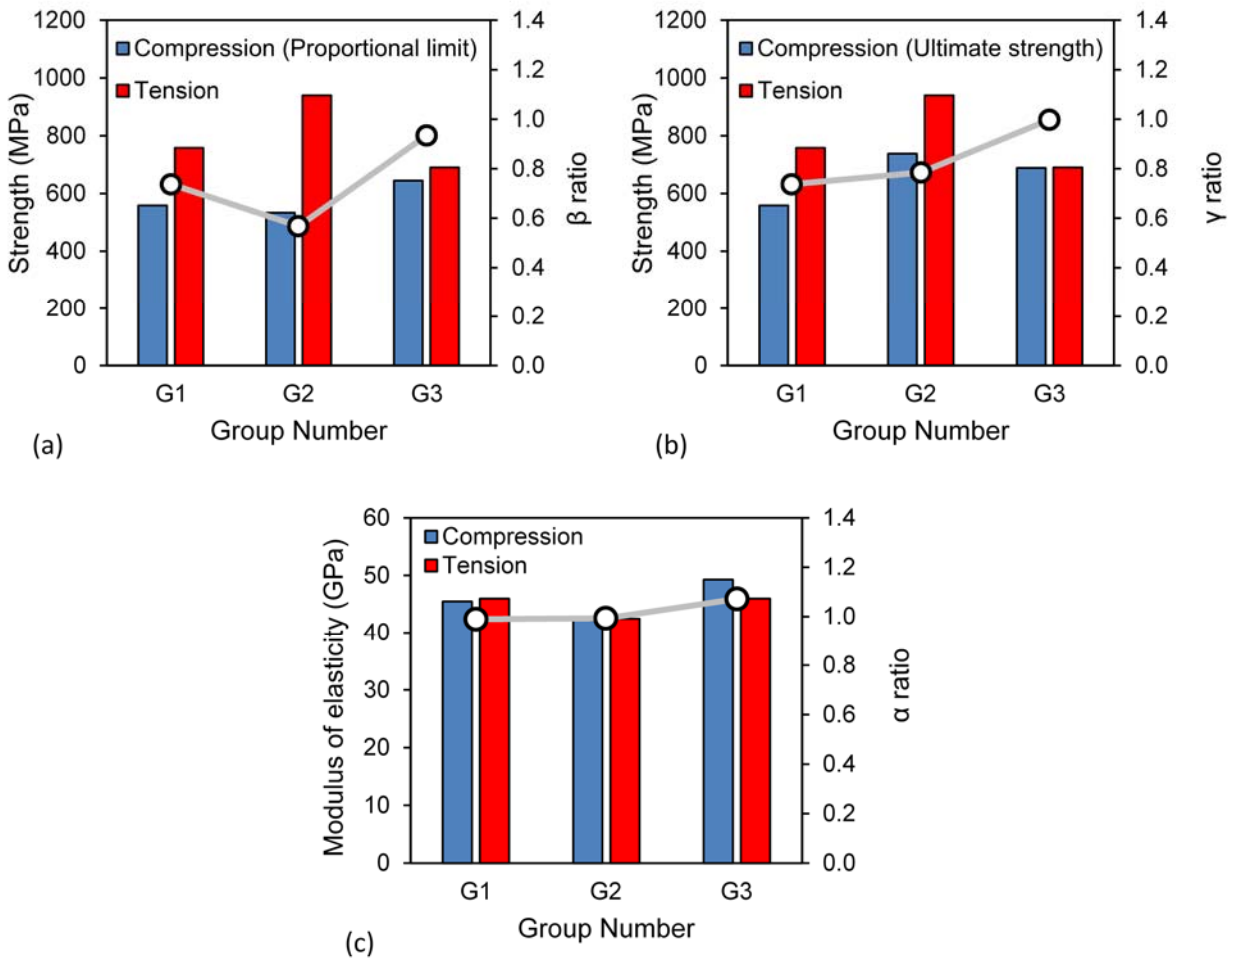 1200
1000
800
600
400
200
0
Strength (MPa)
Compression (Proportional limit)
Tension
1.4
1.2
1.0
0.8
0.6
0.4
0.2
0.0
β ratio
G1 G2 G3
Group Number
(a)
1200
1000
800
600
400
200
0
Strength (MPa)
Compression (Ultimate strength)
Tension
1.4
1.2
1.0
0.8
0.6
0.4
0.2
0.0
γ ratio
G1 G2 G3
Group Number
(b)
60
50
40
30
20
10
0
Modulus of elasticity (GPa)
Compression
Tension
1.4
1.2
1.0
0.8
0.6
0.4
0.2
0.0
α ratio
G1 G2 G3
Group Number
(c)